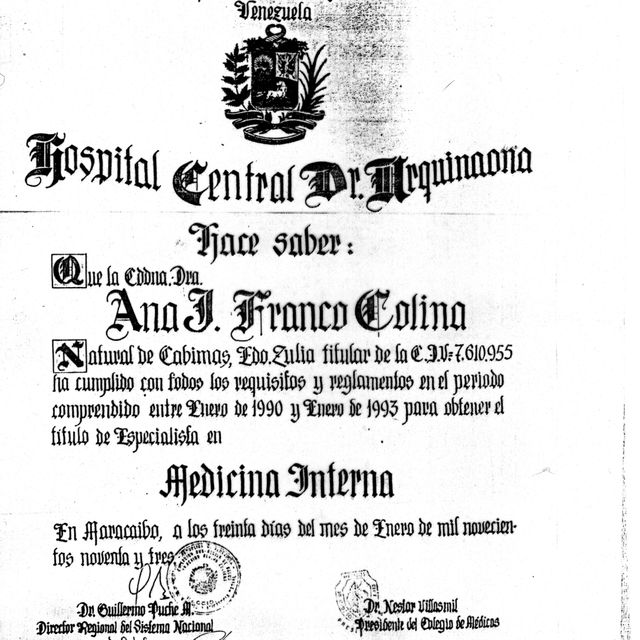 Venezuela
Hospital Central Dr. Urquinaona
Hace saber:
Que la Cddna. Dra.
Ana J. Franco Colina
Natural de Cabimas, Edo. Zulia titular de la C.I.V.-7.610.955
ha cumplido con todos los requisitos y reglamentos en el periodo
comprendido entre Enero de 1990 y Enero de 1993 para obtener el
título de Especialista en
Medicina Interna
En Maracaibo, a los treinta días del mes de Enero de mil novecien-
tos noventa y tres
Dr. Guillermo Puche M. Dr. Nestor Villasmil
Director Regional del Sistema Nacional Presidente del Colegio de Médicos